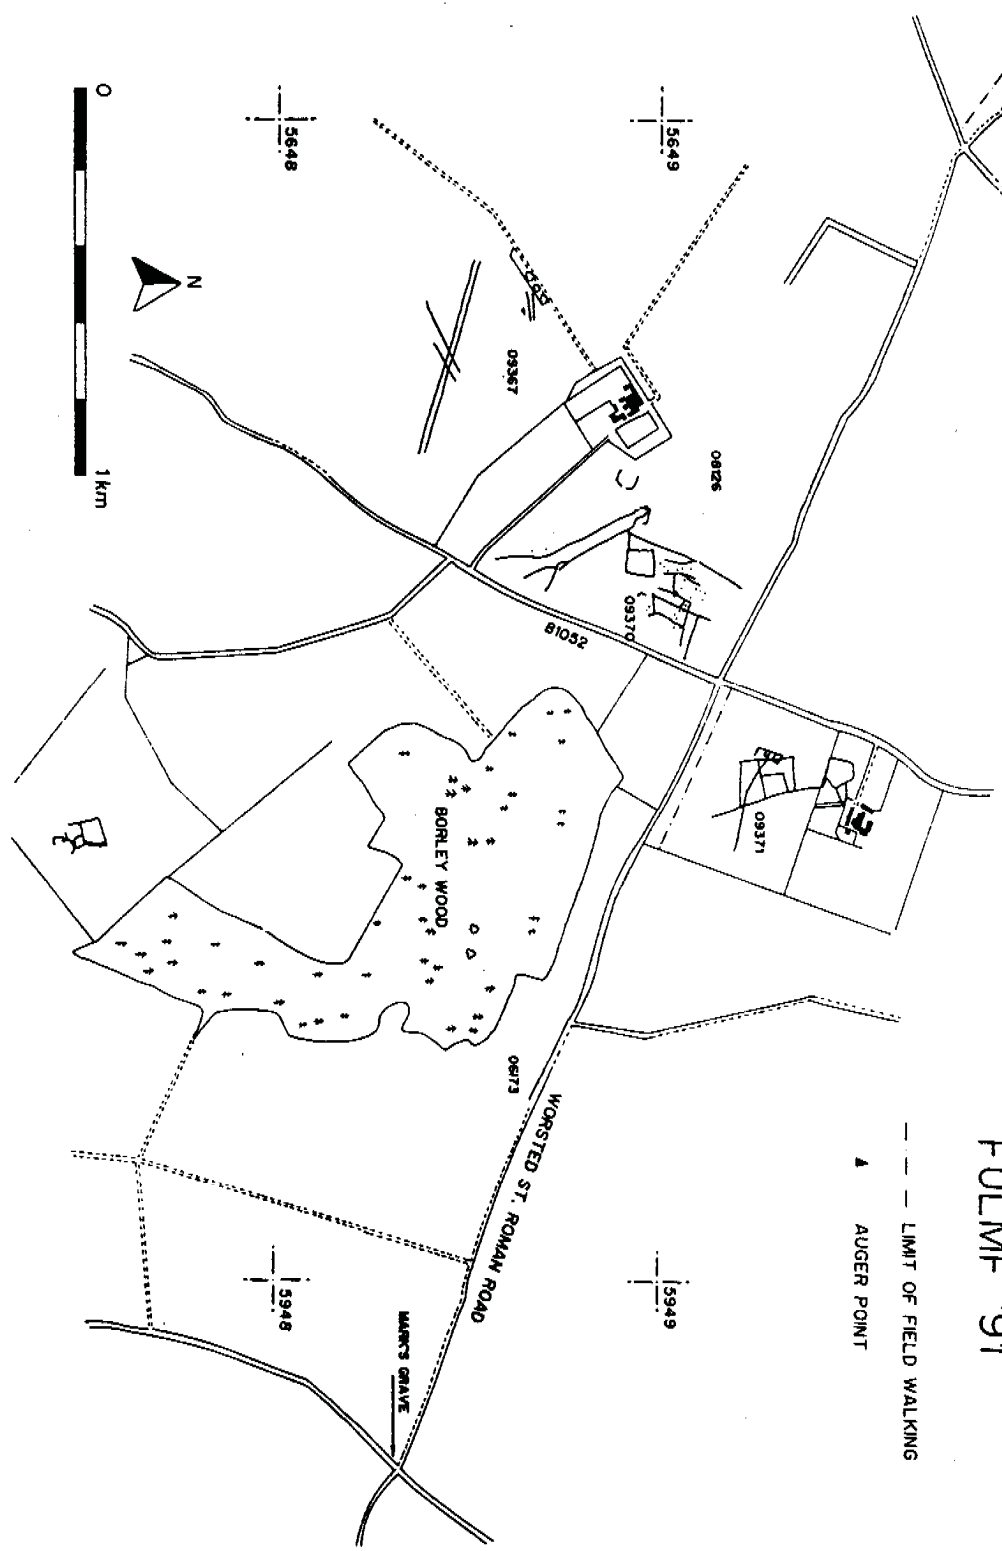 FULMF '91
— - — LIMIT OF FIELD WALKING
▲ AUGER POINT
5649
5949
08126
09371
09370
B1052
WORSTED ST. ROMAN ROAD
09367
06173
BORLEY WOOD
MARK'S GRAVE
5648
5948
N
0
1km